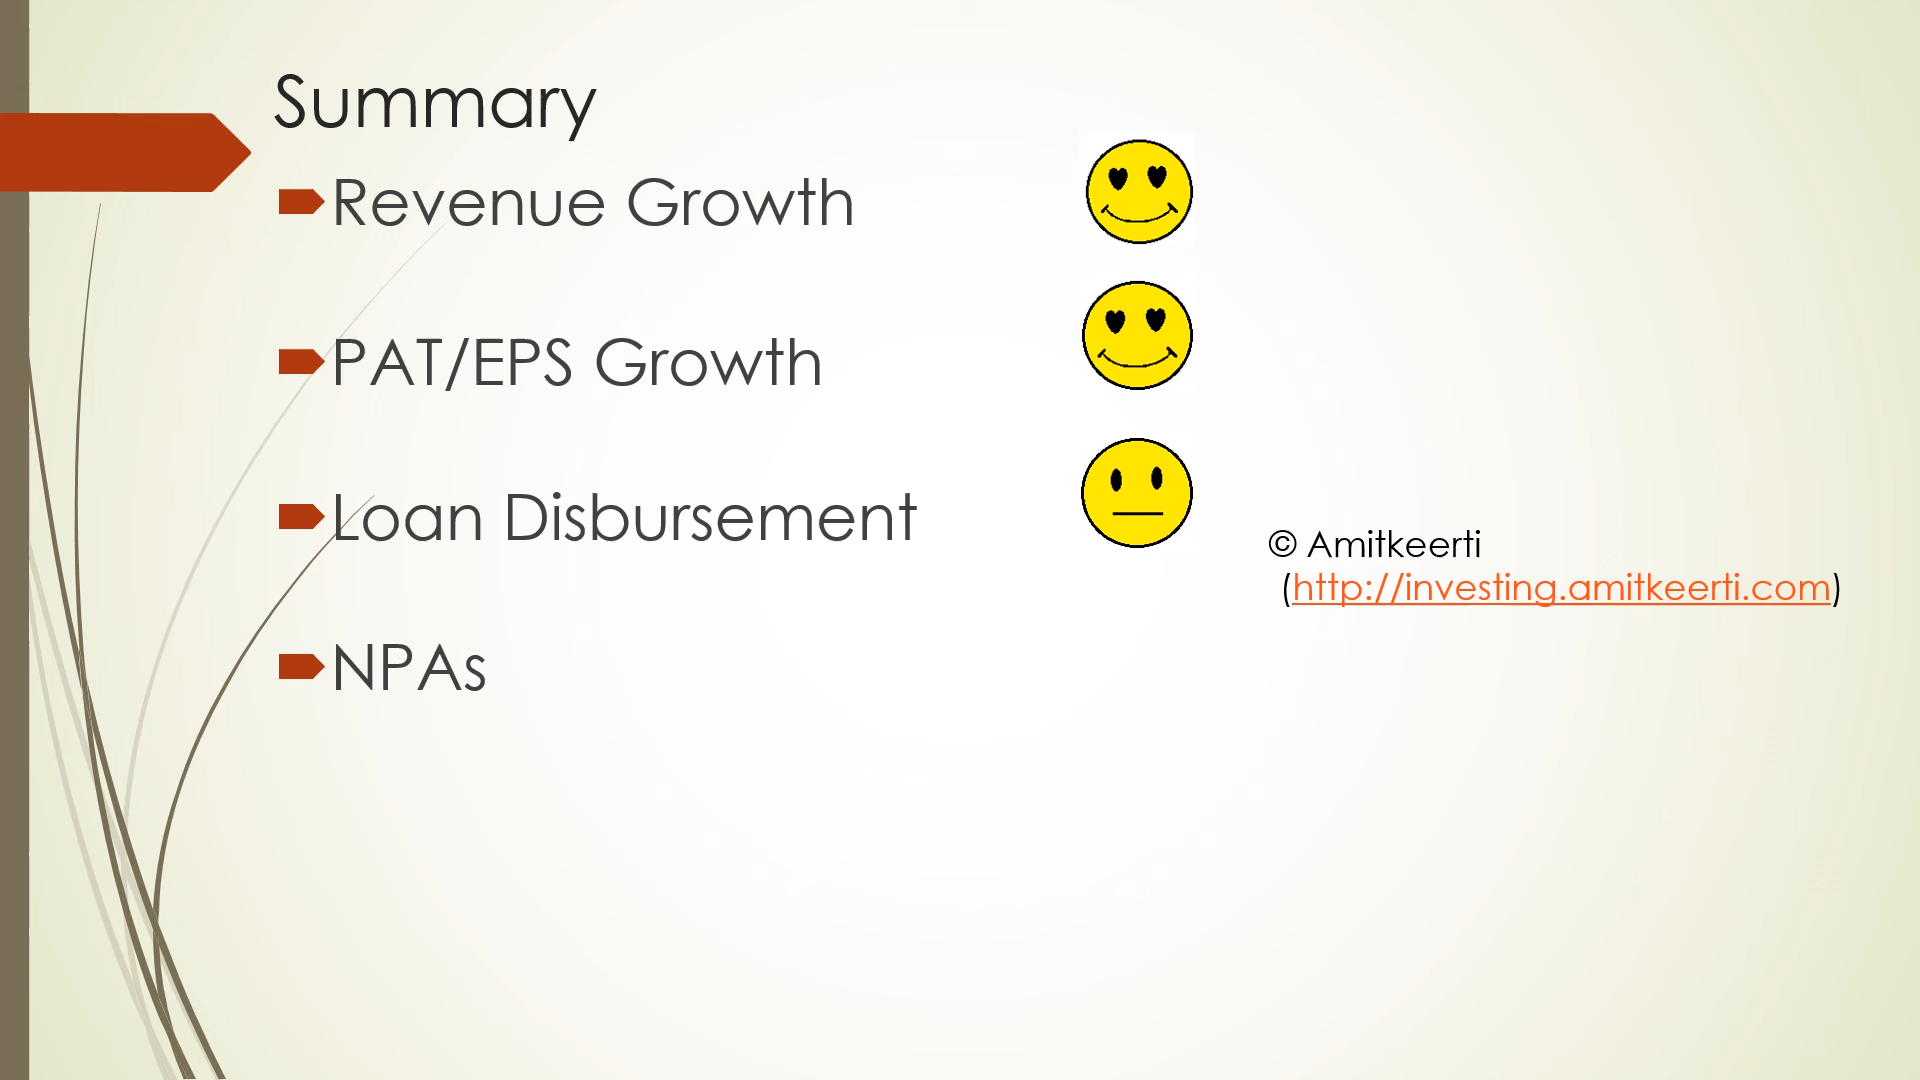 Summary
Revenue Growth
PAT/EPS Growth
Loan Disbursement
© Amitkeerti
(http://investing.amitkeerti.com)
NPAs